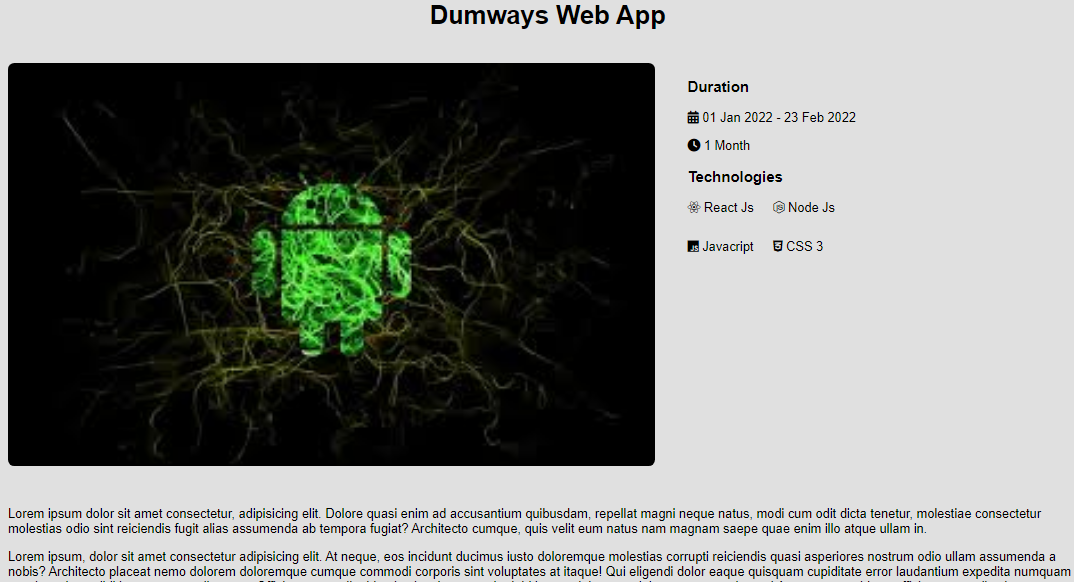 Dumways Web App
Duration
01 Jan 2022 - 23 Feb 2022
1 Month
Technologies
React Js Node Js
JS Javacript CSS 3
Lorem ipsum dolor sit amet consectetur, adipisicing elit. Dolore quasi enim ad accusantium quibusdam, repellat magni neque natus, modi cum odit dicta tenetur, molestiae consectetur
molestias odio sint reiciendis fugit alias assumenda ab tempora fugiat? Architecto cumque, quis velit eum natus nam magnam saepe quae enim illo atque ullam in.
Lorem ipsum, dolor sit amet consectetur adipisicing elit. At neque, eos incidunt ducimus iusto doloremque molestias corrupti reiciendis quasi asperiores nostrum odio ullam assumenda a
nobis? Architecto placeat nemo dolorem doloremque cumque commodi corporis sint voluptates at itaque! Qui eligendi dolor eaque quisquam cupiditate error laudantium expedita numquam